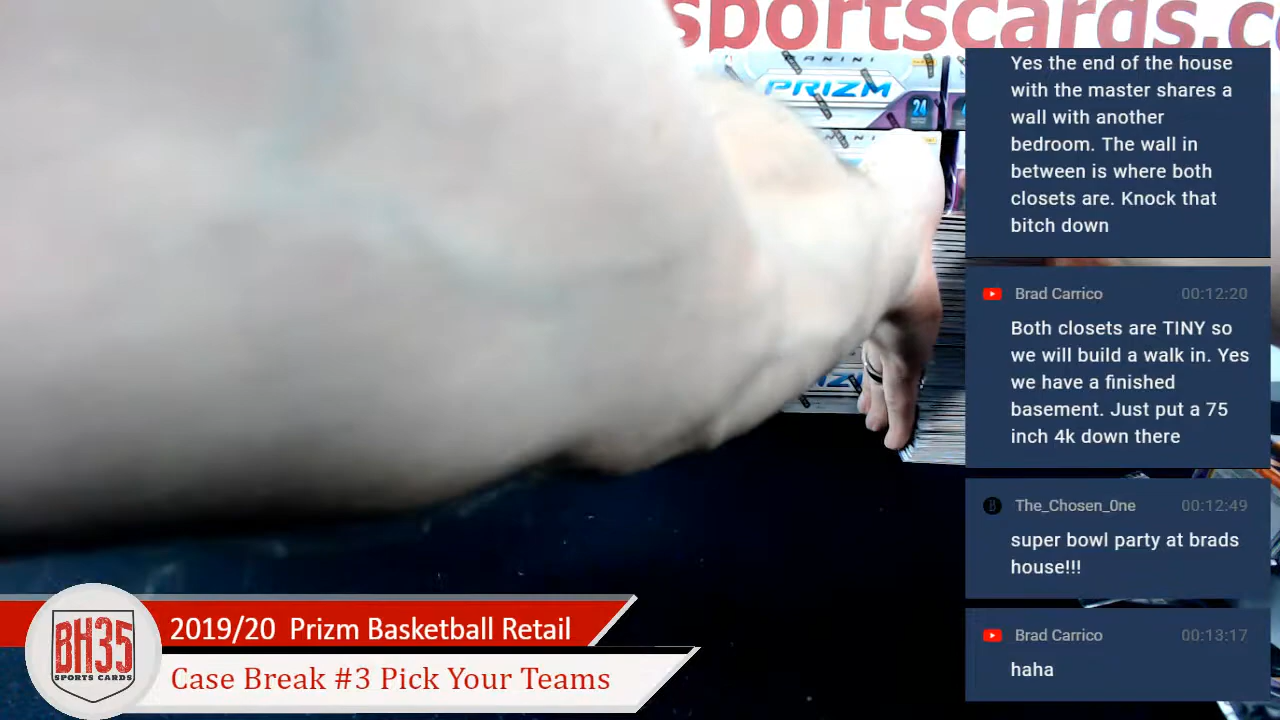 sportscards.c
PANINI
PRIZM
24
Yes the end of the house
with the master shares a
wall with another
bedroom. The wall in
between is where both
closets are. Knock that
bitch down
Brad Carrico 00:12:20
Both closets are TINY so
we will build a walk in. Yes
we have a finished
basement. Just put a 75
inch 4k down there
The_Chosen_0ne 00:12:49
super bowl party at brads
house!!!
Brad Carrico 00:13:17
haha
BH35
SPORTS CARDS
2019/20 Prizm Basketball Retail
Case Break #3 Pick Your Teams